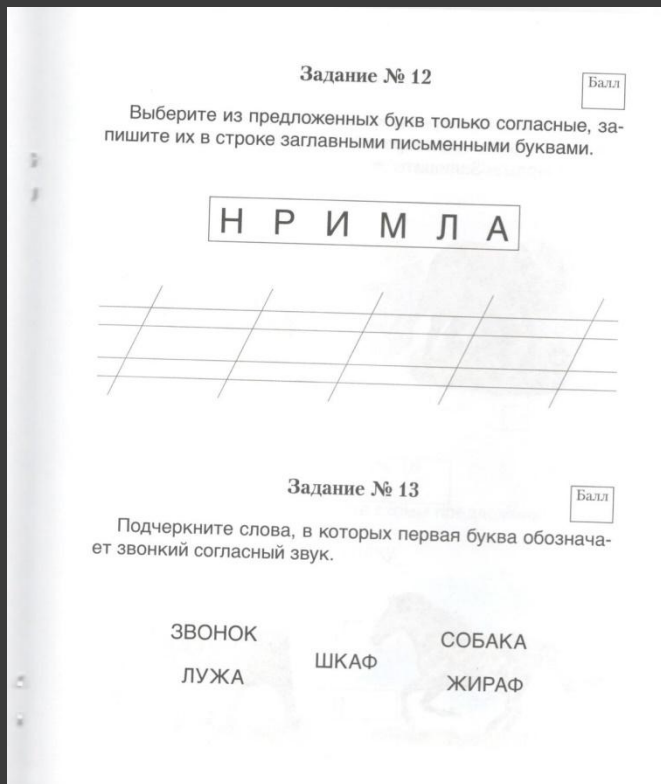 Задание № 12
Балл
Выберите из предложенных букв только согласные, за-
пишите их в строке заглавными письменными буквами.
Н Р И М Л А
Задание № 13
Балл
Подчеркните слова, в которых первая буква обознача-
ет звонкий согласный звук.
ЗВОНОК
СОБАКА
ШКАФ
ЛУЖА
ЖИРАФ